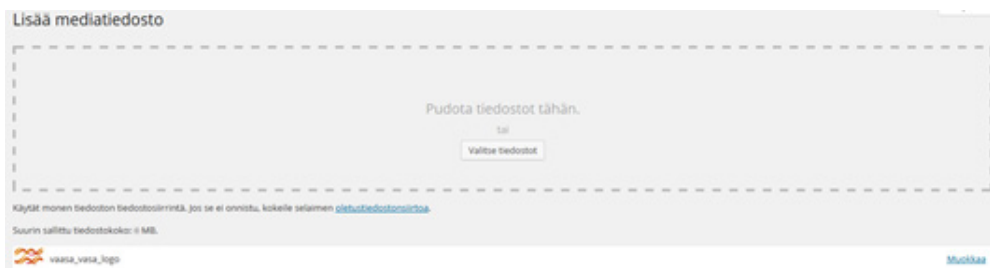 Lisää mediatiedosto
Pudota tiedostot tähän.
tai
Valitse tiedostot
Käytät monen tiedoston tiedostosiirrintä. Jos se ei onnistu, kokeile selaimen oletustiedostonsiirtoa.
Suurin sallittu tiedostokoko: MB.
vaasa_vasa_logo
Muokkaa